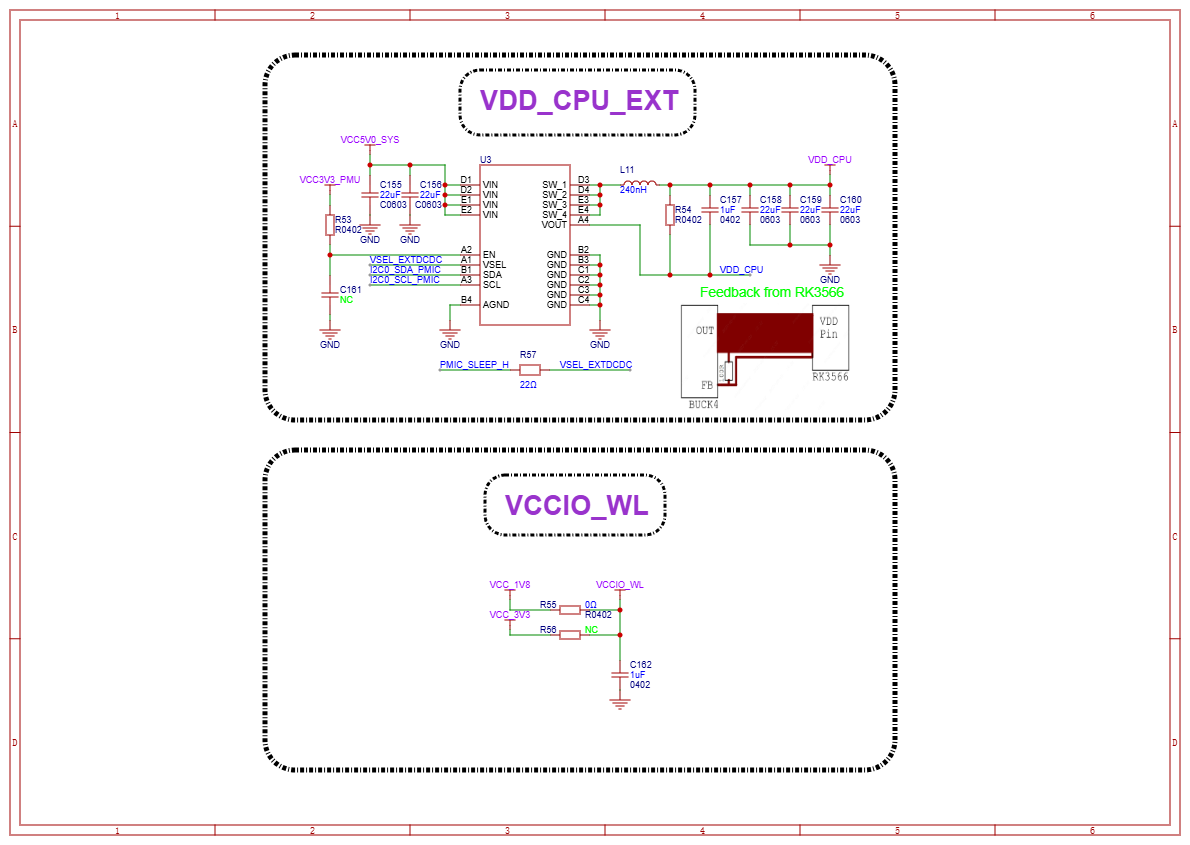 1 2 3 4 5 6
A A
B B
C C
D D
VDD_CPU_EXT
VCC5V0_SYS
VCC3V3_PMU
C155
22uF
C0603
C156
22uF
C0603
GND
GND
R53
R0402
C161
NC
GND
VSEL_EXTDCDC
I2C0_SDA_PMIC
I2C0_SCL_PMIC
U3
D1 VIN SW_1 D3
D2 VIN SW_2 D4
E1 VIN SW_3 E3
E2 VIN SW_4 E4
VOUT A4
A2 EN GND B2
A1 VSEL GND B3
B1 SDA GND C1
A3 SCL GND C2
GND C3
B4 AGND GND C4
GND
GND
L11
240nH
VDD_CPU
R54
R0402
C157
1uF
0402
C158
22uF
0603
C159
22uF
0603
C160
22uF
0603
VDD_CPU
GND
Feedback from RK3566
OUT
VDD
Pin
FB
BUCK4
RK3566
PMIC_SLEEP_H
R57
22Ω
VSEL_EXTDCDC
VCCIO_WL
VCC_1V8
VCCIO_WL
R55
0Ω
R0402
VCC_3V3
R56
NC
C162
1uF
0402
1 2 3 4 5 6